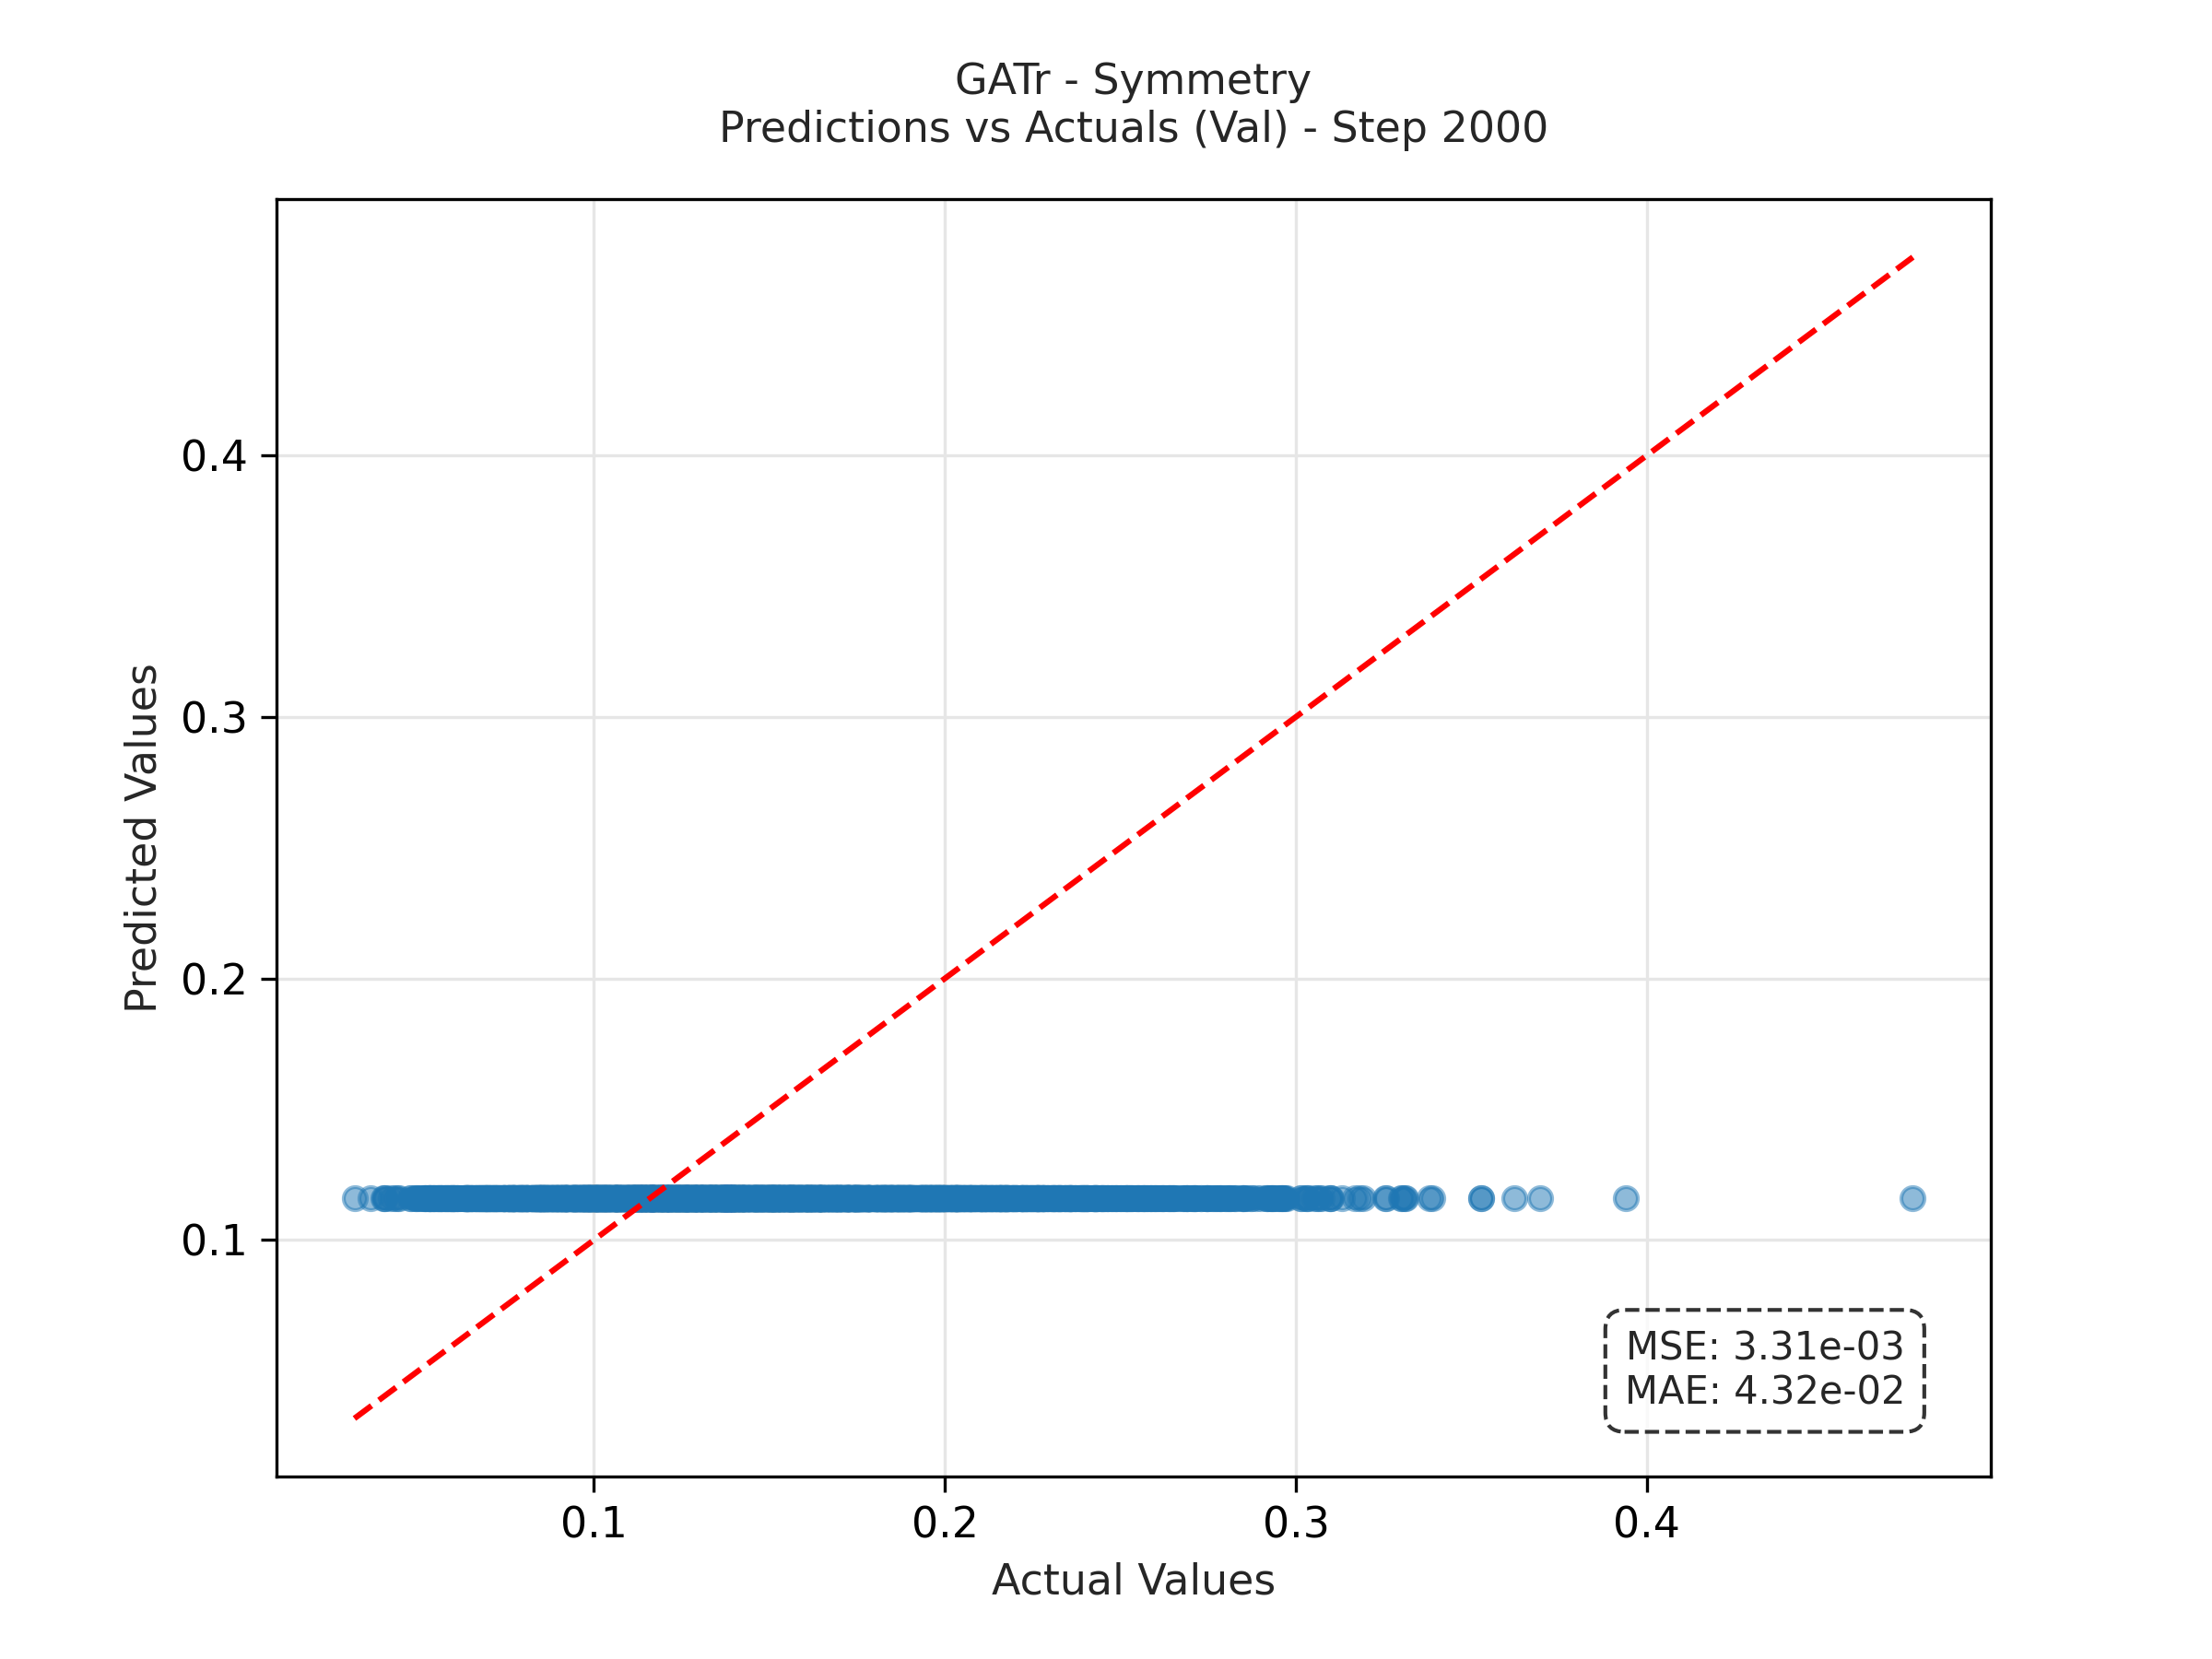 GATr - Symmetry
Predictions vs Actuals (Val) - Step 2000
Predicted Values
0.4
0.3
0.2
0.1
MSE: 3.31e-03
MAE: 4.32e-02
0.1 0.2 0.3 0.4
Actual Values